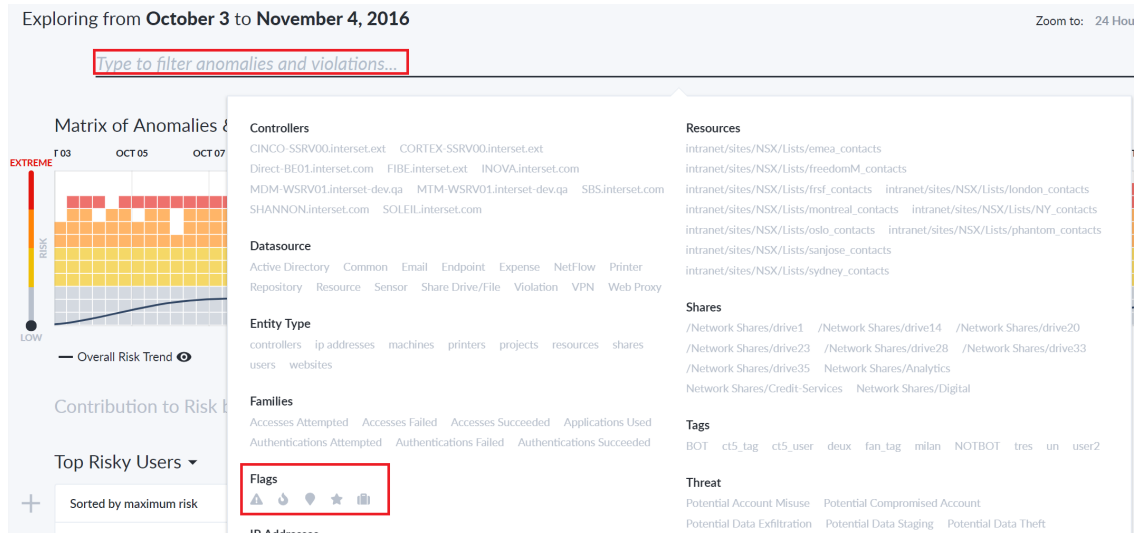 Exploring from October 3 to November 4, 2016
Zoom to: 24 Hou
Type to filter anomalies and violations...
Matrix of Anomalies &
T 03 OCT 05 OCT 07
EXTREME
RISK
LOW
Overall Risk Trend
Contribution to Risk b
Top Risky Users
Sorted by maximum risk
Controllers
CINCO-SSRV00.interset.ext CORTEX-SSRV00.interset.ext
Direct-BE01.interset.ext FIBE.interset.ext INOVA.interset.com
MDM-WSRV01.interset-dev.qa MTM-WSRV01.interset-dev.qa SBS.interset.com
SHANNON.interset.com SOLEIL.interset.com
Datasource
Active Directory Common Email Endpoint Expense NetFlow Printer
Repository Resource Sensor Share Drive/File Violation VPN Web Proxy
Entity Type
controllers ip addresses machines printers projects resources shares
users websites
Families
Accesses Attempted Accesses Failed Accesses Succeeded Applications Used
Authentications Attempted Authentications Failed Authentications Succeeded
Flags
IP Addresses
Resources
intranet/sites/NSX/Lists/emea_contacts
intranet/sites/NSX/Lists/freedomM_contacts
intranet/sites/NSX/Lists/frsf_contacts intranet/sites/NSX/Lists/london_contacts
intranet/sites/NSX/Lists/montreal_contacts intranet/sites/NSX/Lists/NY_contacts
intranet/sites/NSX/Lists/oslo_contacts intranet/sites/NSX/Lists/phantom_contacts
intranet/sites/NSX/Lists/sanjose_contacts
intranet/sites/NSX/Lists/sydney_contacts
Shares
/Network Shares/drive1 /Network Shares/drive14 /Network Shares/drive20
/Network Shares/drive23 /Network Shares/drive28 /Network Shares/drive33
/Network Shares/drive35 Network Shares/Analytics
Network Shares/Credit-Services Network Shares/Digital
Tags
BOT ct5_tag ct5_user deux fan_tag milan NOTBOT tres un user2
Threat
Potential Account Misuse Potential Compromised Account
Potential Data Exfiltration Potential Data Staging Potential Data Theft